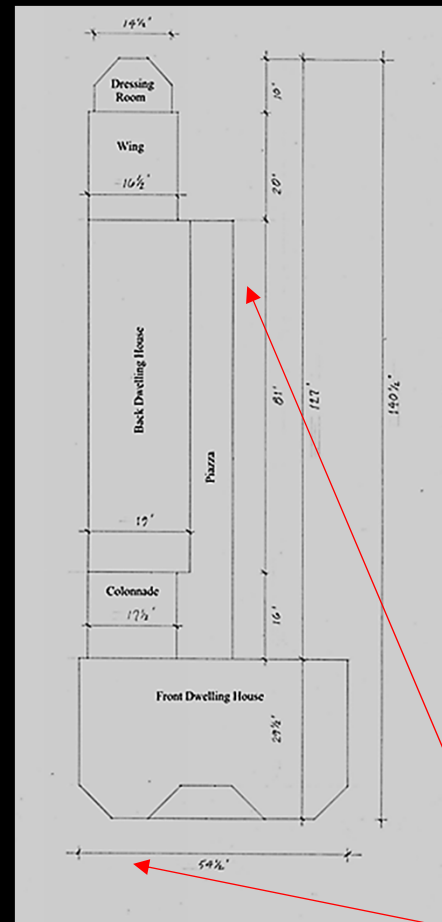 14½'
Dressing
Room
10'
Wing
16½'
20'
Back Dwelling House
Piazza
81'
127'
140½'
19'
Colonnade
17½'
16'
Front Dwelling House
29½'
54½'